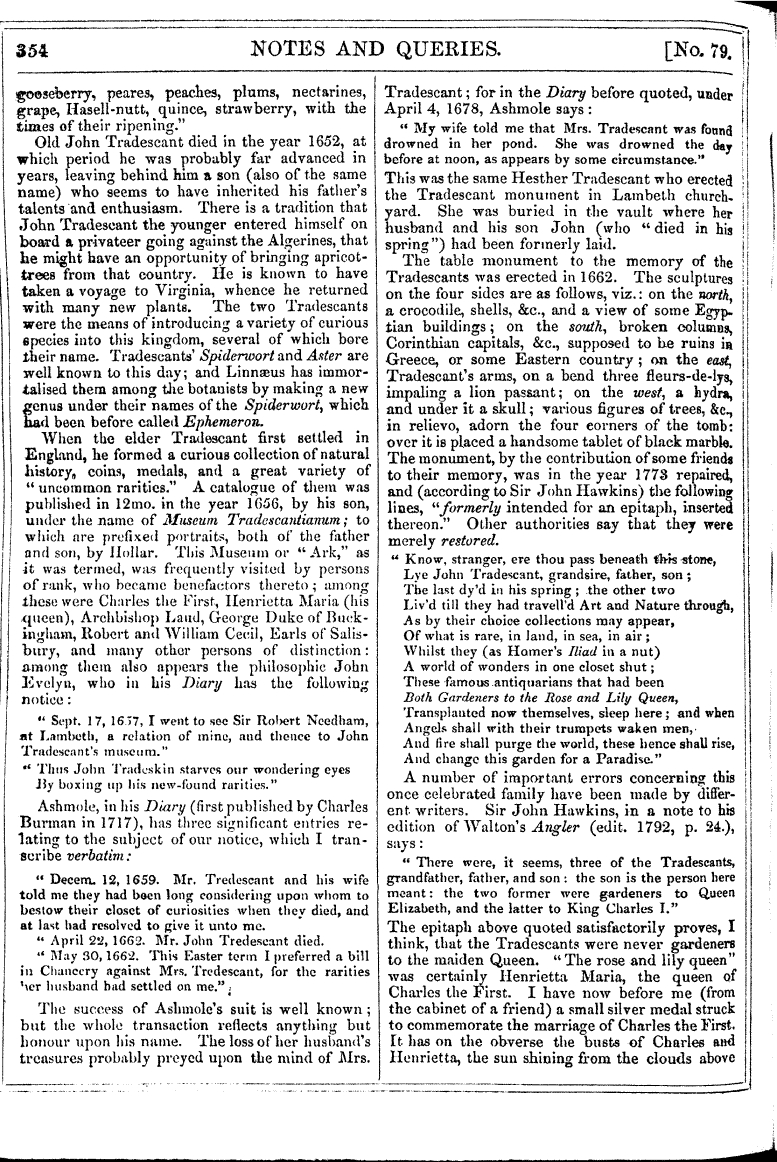 354 NOTES AND QUERIES. [No. 79.
gooseberry, peares, peaches, plums, nectarines,
grape, Hasell-nutt, quince, strawberry, with the
times of their ripening."
Old John Tradescant died in the year 1652, at
which period he was probably far advanced in
years, leaving behind him a son (also of the same
name) who seems to have inherited his father's
talents and enthusiasm. There is a tradition that
John Tradescant the younger entered himself on
board a privateer going against the Algerines, that
he might have an opportunity of bringing apricot-
trees from that country. He is known to have
taken a voyage to Virginia, whence he returned
with many new plants. The two Tradescants
were the means of introducing a variety of curious
species into this kingdom, several of which bore
their name. Tradescants' Spiderwort and Aster are
well known to this day; and Linnæus has immor-
talised them among the botanists by making a new
genus under their names of the Spiderwort, which
had been before called Ephemeron.
When the elder Tradescant first settled in
England, he formed a curious collection of natural
history, coins, medals, and a great variety of
"uncommon rarities." A catalogue of them was
published in 12mo. in the year 1656, by his son,
under the name of Museum Tradescantianum; to
which are prefixed portraits, both of the father
and son, by Hollar. This Museum or "Ark," as
it was termed, was frequently visited by persons
of rank, who became benefactors thereto; among
these were Charles the First, Henrietta Maria (his
queen), Archbishop Laud, George Duke of Buck-
ingham, Robert and William Cecil, Earls of Salis-
bury, and many other persons of distinction:
among them also appears the philosophic John
Evelyn, who in his Diary has the following
notice:
"Sept. 17, 1657, I went to see Sir Robert Needham,
at Lambeth, a relation of mine, and thence to John
Tradescant's museum."
"Thus John Tradeskin starves our wondering eyes
By boxing up his new-found rarities."
Ashmole, in his Diary (first published by Charles
Burman in 1717), has three significant entries re-
lating to the subject of our notice, which I tran-
scribe verbatim:
"Decem. 12, 1659. Mr. Tredescant and his wife
told me they had been long considering upon whom to
bestow their closet of curiosities when they died, and
at last had resolved to give it unto me.
"April 22, 1662. Mr. John Tredescant died.
"May 30, 1662. This Easter term I preferred a bill
in Chancery against Mrs. Tredescant, for the rarities
her husband had settled on me."
The success of Ashmole's suit is well known;
but the whole transaction reflects anything but
honour upon his name. The loss of her husband's
treasures probably preyed upon the mind of Mrs.
Tradescant; for in the Diary before quoted, under
April 4, 1678, Ashmole says:
"My wife told me that Mrs. Tradescant was found
drowned in her pond. She was drowned the day
before at noon, as appears by some circumstance."
This was the same Hesther Tradescant who erected
the Tradescant monument in Lambeth church-
yard. She was buried in the vault where her
husband and his son John (who "died in his
spring") had been formerly laid.
The table monument to the memory of the
Tradescants was erected in 1662. The sculptures
on the four sides are as follows, viz.: on the north,
a crocodile, shells, &c., and a view of some Egyp-
tian buildings; on the south, broken columns,
Corinthian capitals, &c., supposed to be ruins in
Greece, or some Eastern country; on the east,
Tradescant's arms, on a bend three fleurs-de-lys,
impaling a lion passant; on the west, a hydra,
and under it a skull; various figures of trees, &c.,
in relievo, adorn the four corners of the tomb:
over it is placed a handsome tablet of black marble.
The monument, by the contribution of some friends
to their memory, was in the year 1773 repaired,
and (according to Sir John Hawkins) the following
lines, "formerly intended for an epitaph, inserted
thereon." Other authorities say that they were
merely restored.
"Know, stranger, ere thou pass beneath this stone,
Lye John Tradescant, grandsire, father, son;
The last dy'd in his spring; the other two
Liv'd till they had travell'd Art and Nature through,
As by their choice collections may appear,
Of what is rare, in land, in sea, in air;
Whilst they (as Homer's Iliad in a nut)
A world of wonders in one closet shut;
These famous antiquarians that had been
Both Gardeners to the Rose and Lily Queen,
Transplanted now themselves, sleep here; and when
Angels shall with their trumpets waken men,
And fire shall purge the world, these hence shall rise,
And change this garden for a Paradise."
A number of important errors concerning this
once celebrated family have been made by differ-
ent writers. Sir John Hawkins, in a note to his
edition of Walton's Angler (edit. 1792, p. 24.),
says:
"There were, it seems, three of the Tradescants,
grandfather, father, and son: the son is the person here
meant: the two former were gardeners to Queen
Elizabeth, and the latter to King Charles I."
The epitaph above quoted satisfactorily proves, I
think, that the Tradescants were never gardeners
to the maiden Queen. "The rose and lily queen"
was certainly Henrietta Maria, the queen of
Charles the First. I have now before me (from
the cabinet of a friend) a small silver medal struck
to commemorate the marriage of Charles the First.
It has on the obverse the busts of Charles and
Henrietta, the sun shining from the clouds above